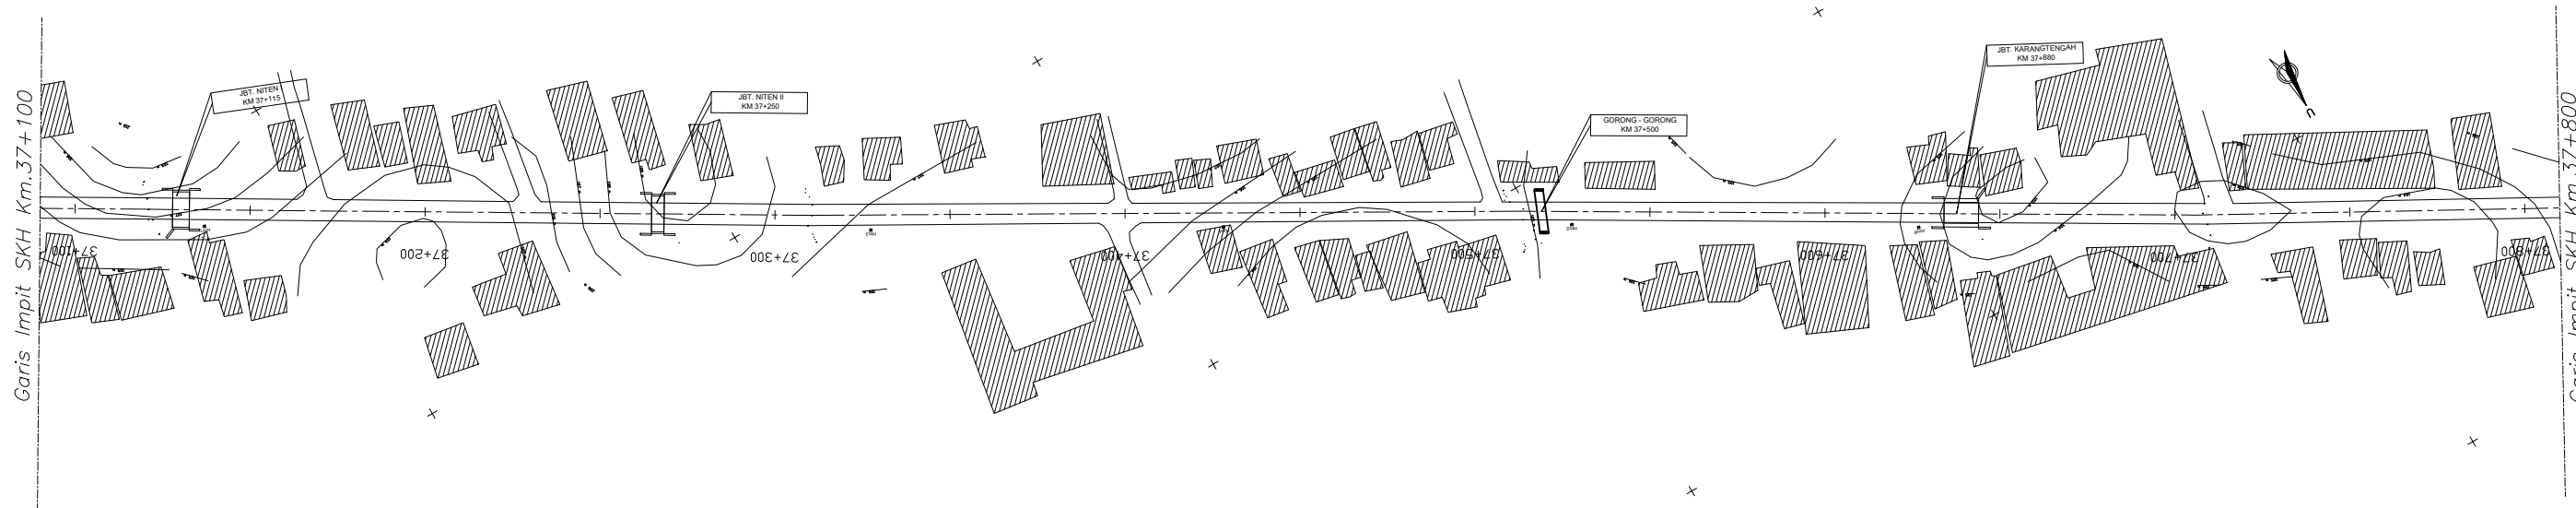 Garis Impit SKH Km.37+100
JBT. NITEN
KM 37+115
JBT. NITEN II
KM 37+250
GORONG - GORONG
KM 37+500
JBT. KARANGTENGAH
KM 37+880
U
37+100
37+200
37+300
37+400
37+500
37+600
37+700
37+800
Garis Impit SKH Km.37+800